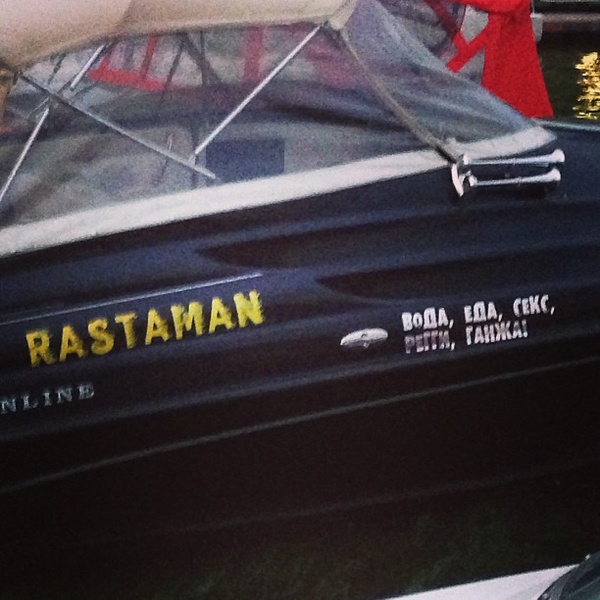 RASTAMAN
NLINE
ВОДА, ЕДА, СЕКС,
РЕГГИ, ГАНЖА!